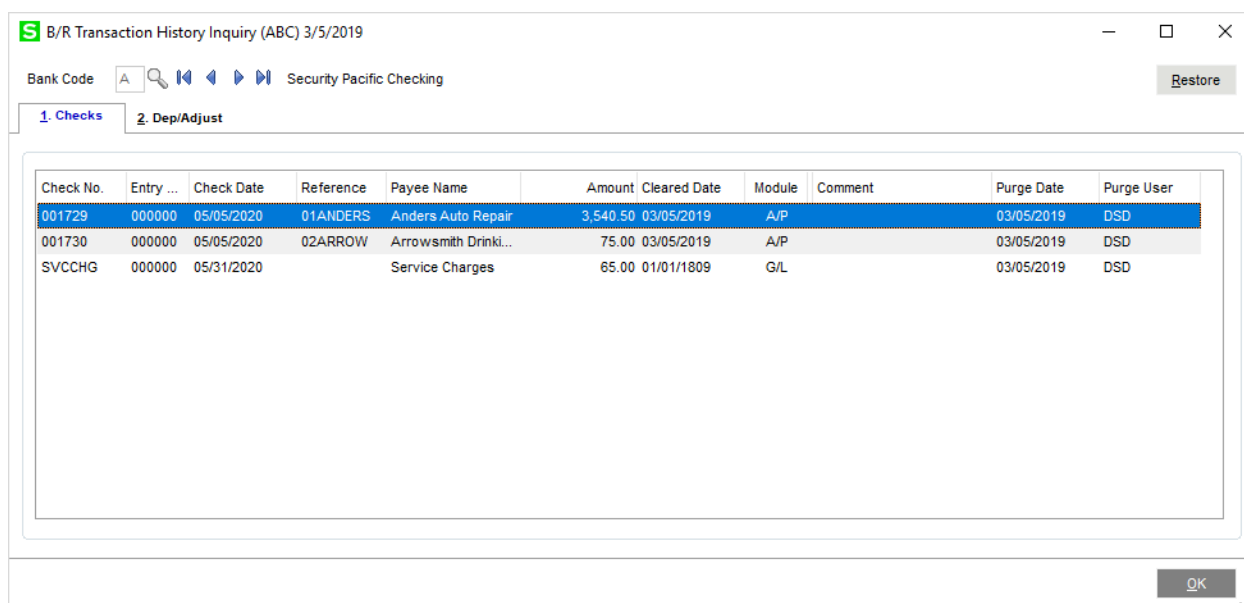 S B/R Transaction History Inquiry (ABC) 3/5/2019
Bank Code A Security Pacific Checking Restore
1. Checks 2. Dep/Adjust
Check No. Entry ... Check Date Reference Payee Name Amount Cleared Date Module Comment Purge Date Purge User
001729 000000 05/05/2020 01ANDERS Anders Auto Repair 3,540.50 03/05/2019 A/P 03/05/2019 DSD
001730 000000 05/05/2020 02ARROW Arrowsmith Drinki... 75.00 03/05/2019 A/P 03/05/2019 DSD
SVCCHG 000000 05/31/2020 Service Charges 65.00 01/01/1809 G/L 03/05/2019 DSD
OK